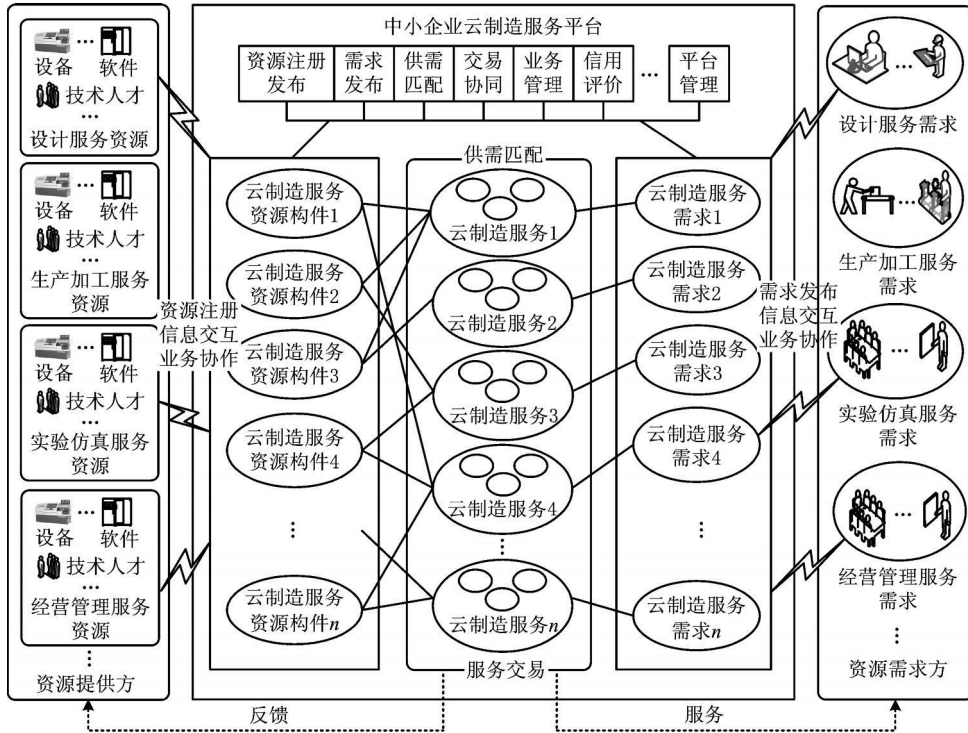 中小企业云制造服务平台
资源注册
发布
需求
发布
供需
匹配
交易
协同
业务
管理
信用
评价
…
平台
管理
…
设备 软件
技术人才
…
设计服务资源
…
设备 软件
技术人才
…
生产加工服务
资源
…
设备 软件
技术人才
…
实验仿真服务
资源
…
设备 软件
技术人才
…
经营管理服务
资源
⋮
资源提供方
资源注册
信息交互
业务协作
云制造服务
资源构件1
云制造服务
资源构件2
云制造服务
资源构件3
云制造服务
资源构件4
⋮
云制造服务
资源构件n
供需匹配
云制造服务1
云制造服务2
云制造服务3
云制造服务4
⋮
云制造服务n
服务交易
云制造服务
需求1
云制造服务
需求2
云制造服务
需求3
云制造服务
需求4
⋮
云制造服务
需求n
需求发布
信息交互
业务协作
…
设计服务需求
…
生产加工服务
需求
…
实验仿真服务
需求
…
经营管理服务
需求
⋮
资源需求方
反馈
服务